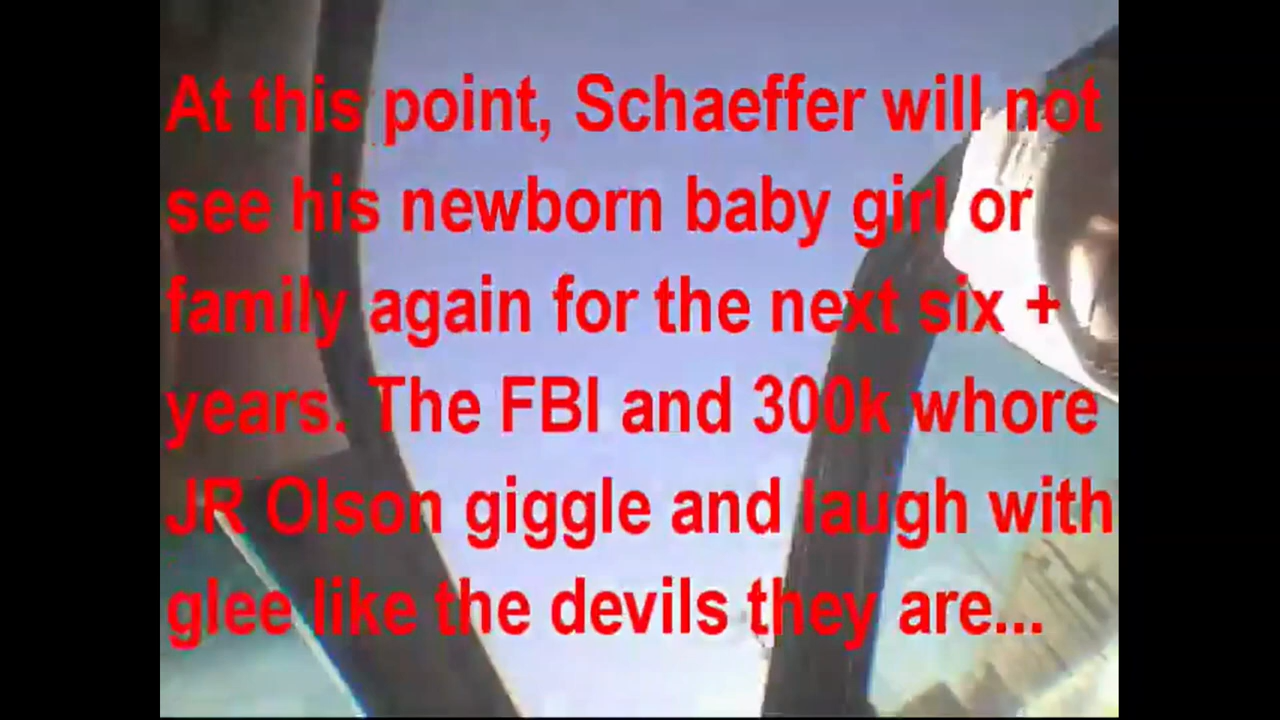 At this point, Schaeffer will not
see his newborn baby girl or
family again for the next six +
years. The FBI and 300k whore
JR Olson giggle and laugh with
glee like the devils they are...